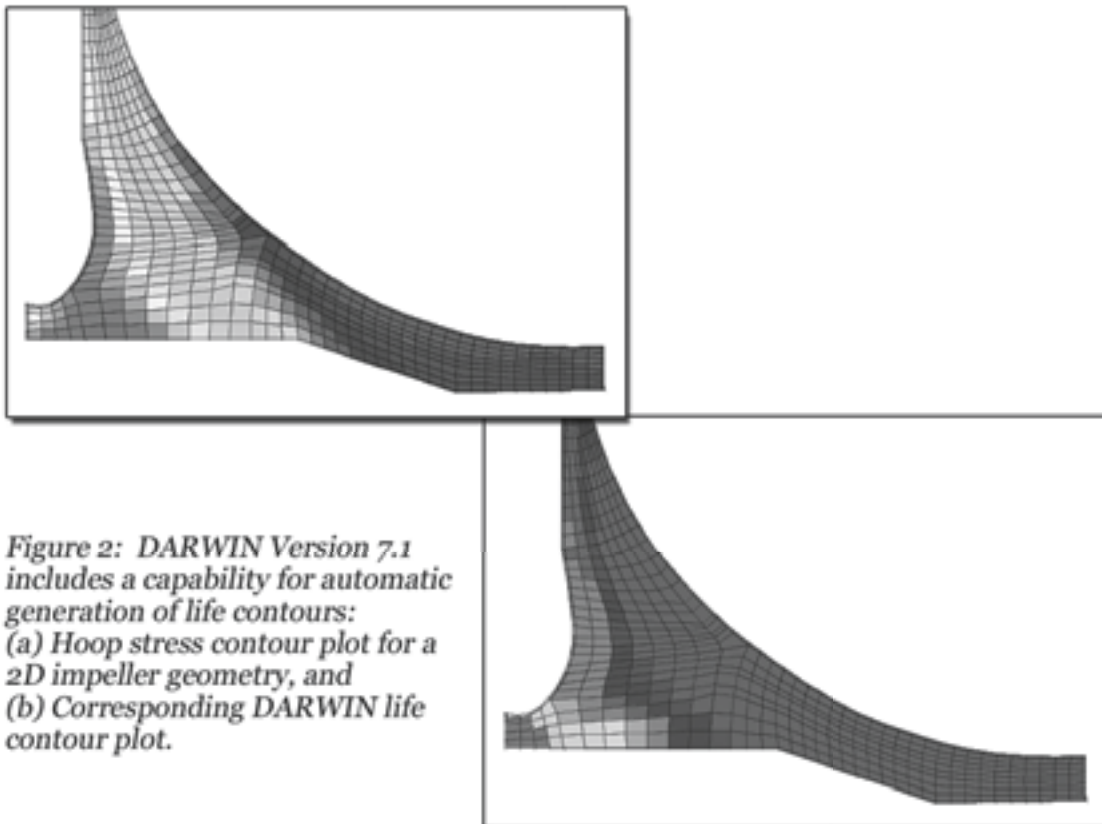 Figure 2: DARWIN Version 7.1
includes a capability for automatic
generation of life contours:
(a) Hoop stress contour plot for a
2D impeller geometry, and
(b) Corresponding DARWIN life
contour plot.